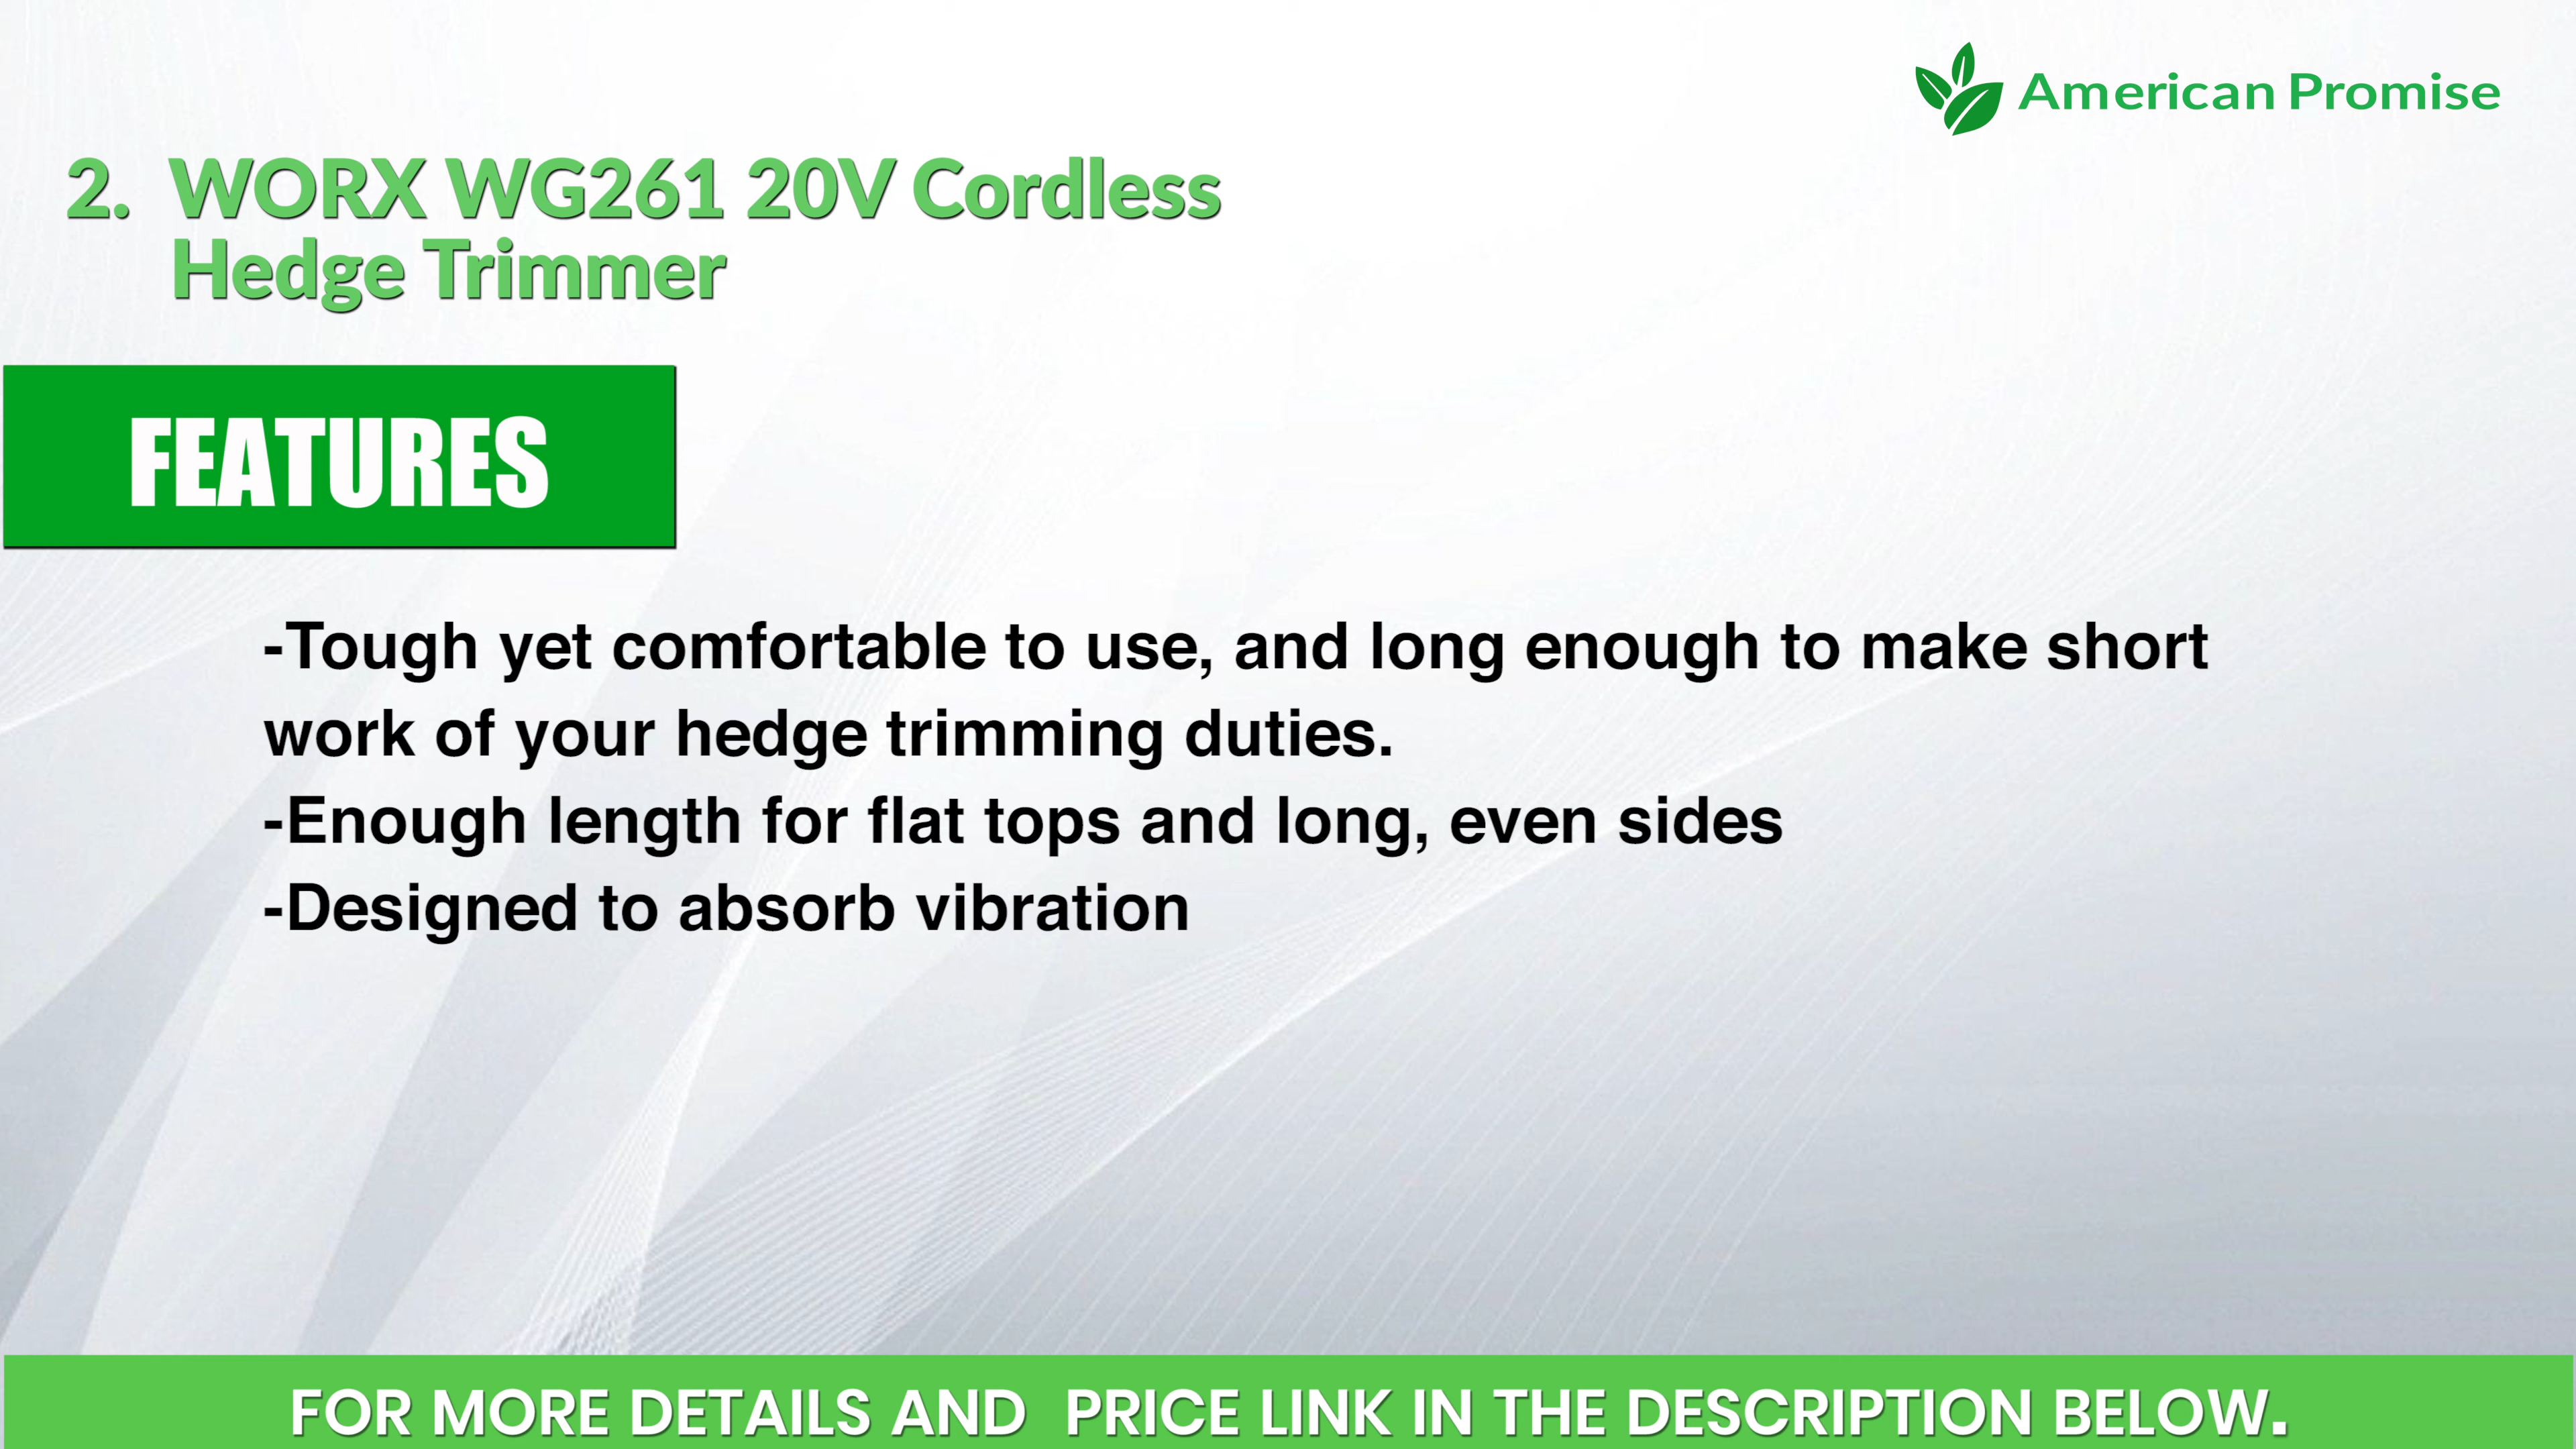 American Promise
2. WORX WG261 20V Cordless
Hedge Trimmer
FEATURES
-Tough yet comfortable to use, and long enough to make short
work of your hedge trimming duties.
-Enough length for flat tops and long, even sides
-Designed to absorb vibration
FOR MORE DETAILS AND  PRICE LINK IN THE DESCRIPTION BELOW.